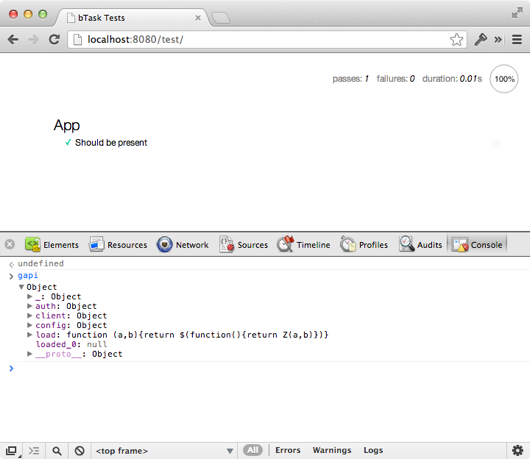 bTask Tests
localhost:8080/test/
passes: 1 failures: 0 duration: 0.01s 100%
App
✓ Should be present
Elements Resources Network Sources Timeline Profiles Audits Console
undefined
gapi
Object
_: Object
auth: Object
client: Object
config: Object
load: function (a,b){return $(function(){return Z(a,b)})}
loaded_0: null
__proto__: Object
<top frame> All Errors Warnings Logs